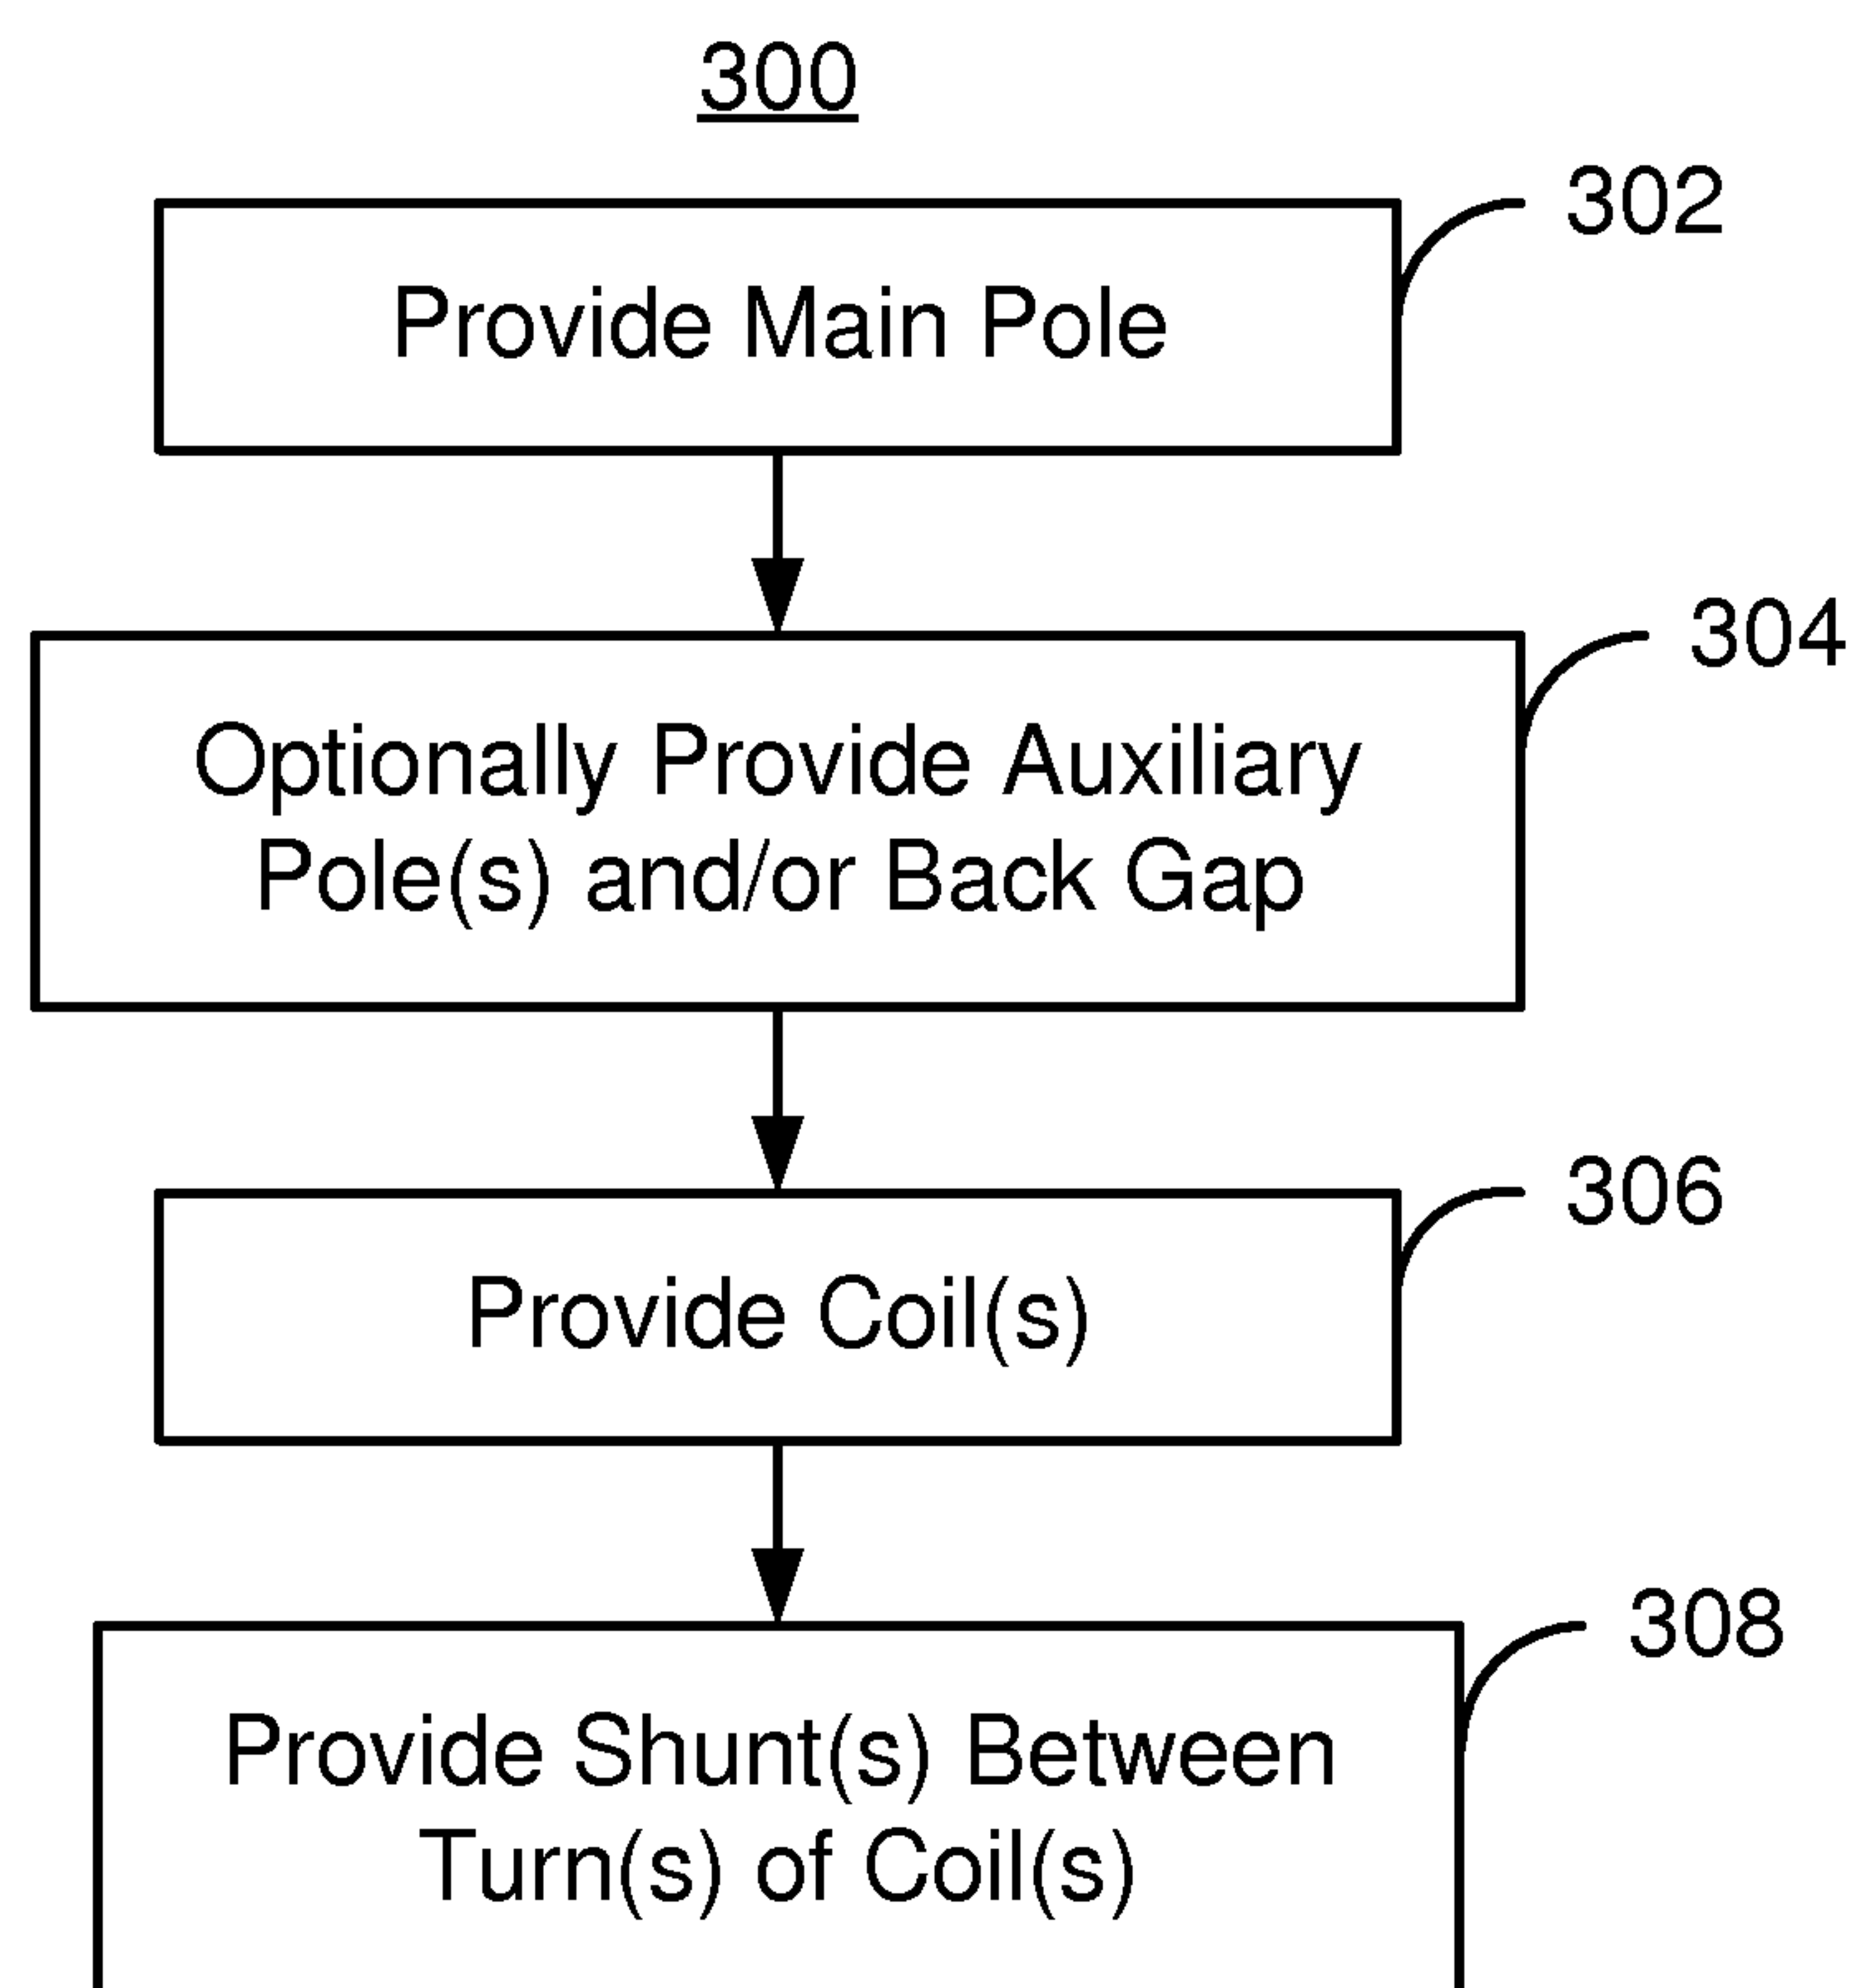 300
302
Provide Main Pole
304
Optionally Provide Auxiliary
Pole(s) and/or Back Gap
306
Provide Coil(s)
308
Provide Shunt(s) Between
Turn(s) of Coil(s)